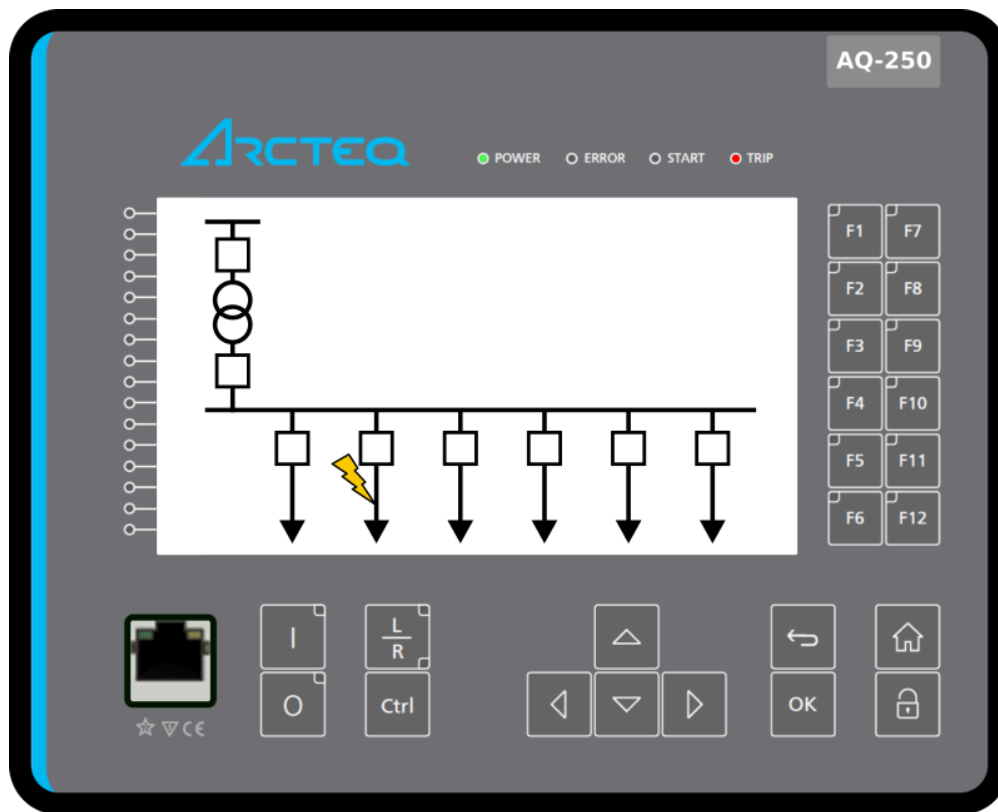 AQ-250
ARCTEQ
POWER ERROR START TRIP
F1 F7
F2 F8
F3 F9
F4 F10
F5 F11
F6 F12
I
L
R
O
Ctrl
OK
CE